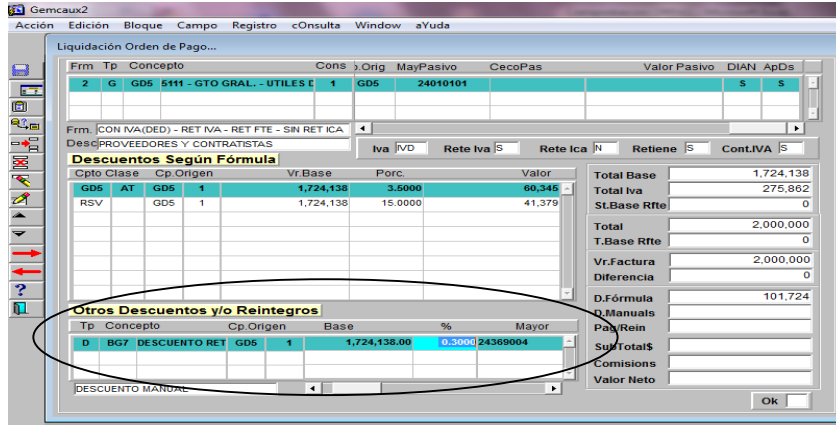 Gemcaux2
Acción Edición Bloque Campo Registro cOnsulta Window aYuda
Liquidación Orden de Pago...
Frm Tp Concepto Cons .Orig MayPasivo CecoPas Valor Pasivo DIAN ApDs
2 G GD5 5111 - GTO GRAL. - UTILES 1 GD5 24010101 S S
Frm. CON IVA(DED) - RET IVA - RET FTE - SIN RET ICA
Desc PROVEEDORES Y CONTRATISTAS
Iva IVD Rete Iva S Rete Ica N Retiene S Cont.IVA S
Descuentos Según Fórmula
Cpto Clase Cp.Origen Vr.Base Porc. Valor
GD5 AT GD5 1 1,724,138 3.5000 60,345
RSV GD5 1 1,724,138 15.0000 41,379
Total Base 1,724,138
Total Iva 275,862
St.Base Rfte 0
Total 2,000,000
T.Base Rfte 0
Vr.Factura 2,000,000
Diferencia 0
D.Fórmula 101,724
D.Manuals
Pag/Rein
SubTotal$
Comisions
Valor Neto
Otros Descuentos y/o Reintegros
Tp Concepto Cp.Origen Base % Mayor
D BG7 DESCUENTO RET GD5 1 1,724,138.00 0.3000 24369004
DESCUENTO MANUAL
Ok